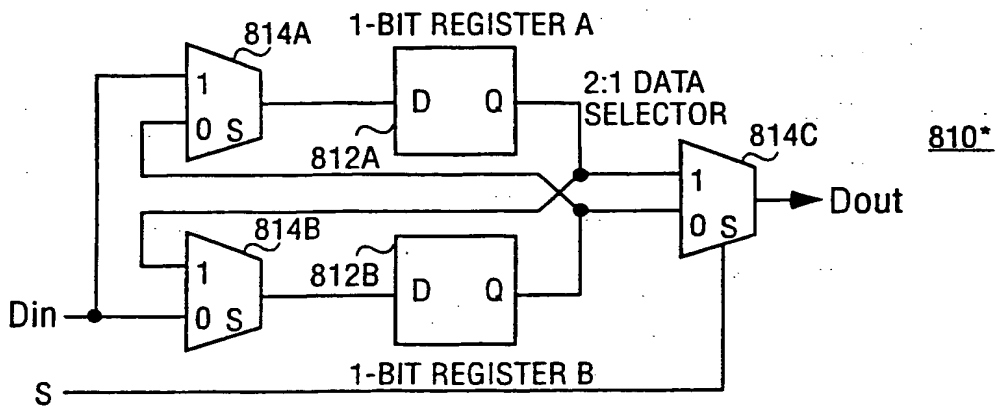 1-BIT REGISTER A
814A
1
0 S
D Q
812A
2:1 DATA
SELECTOR
814C
1
0 S
Dout
810*
814B
1
0 S
812B
D Q
Din
1-BIT REGISTER B
S